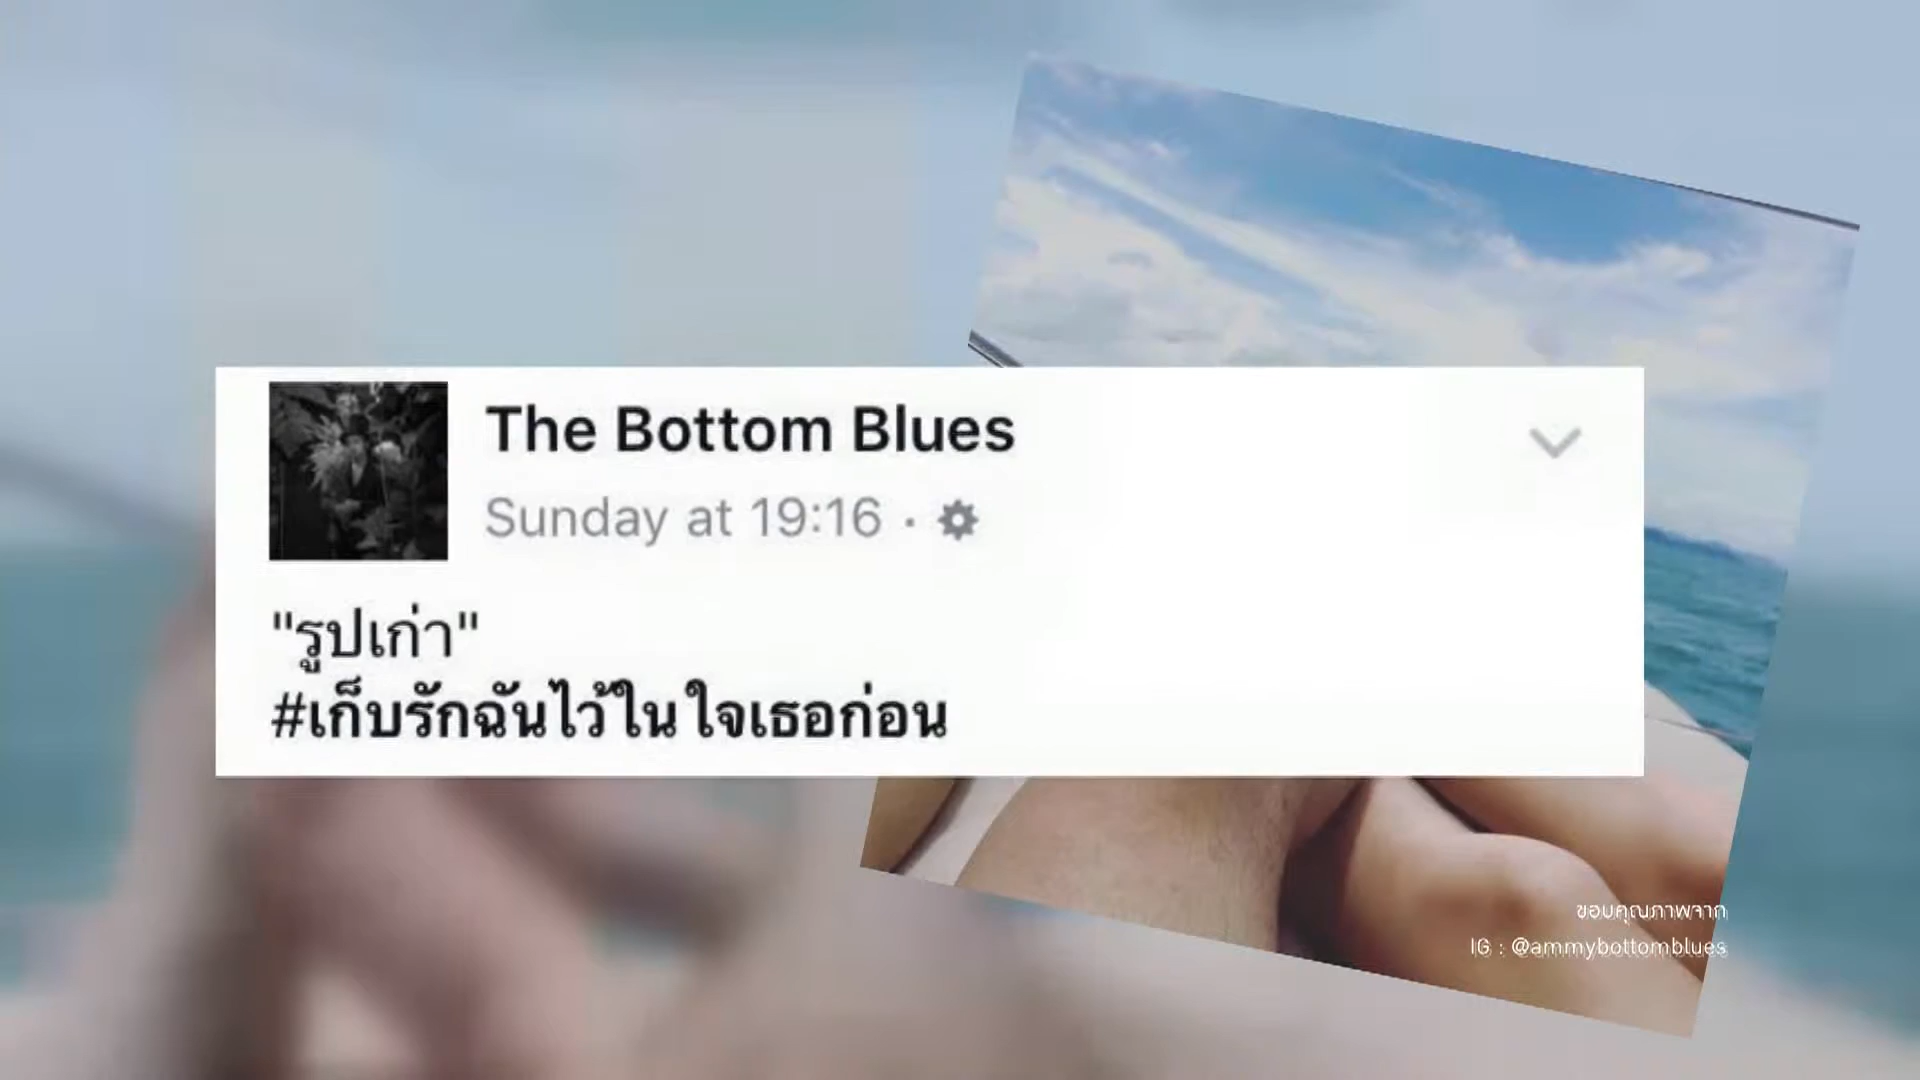 The Bottom Blues
Sunday at 19:16 ·
"รูปเก่า"
#เก็บรักฉันไว้ในใจเธอก่อน
ขอบคุณภาพจาก
IG : @ammybottomblues